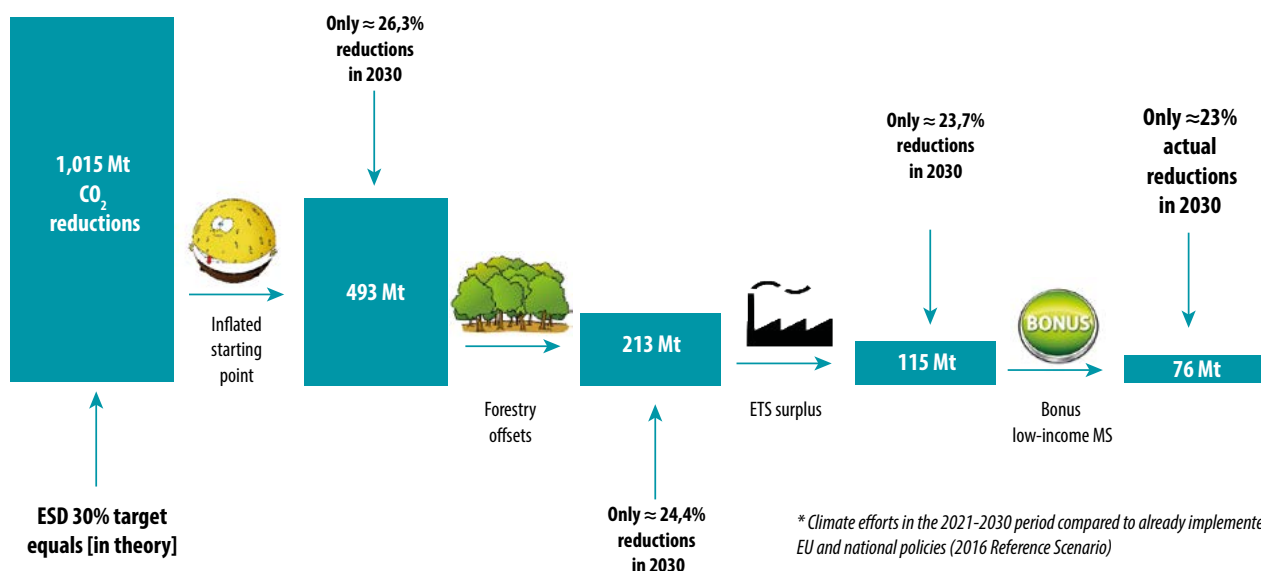 1,015 Mt
CO2
reductions
ESD 30% target
equals [in theory]
Inflated
starting
point
Only ≈ 26,3%
reductions
in 2030
493 Mt
Forestry
offsets
213 Mt
Only ≈ 24,4%
reductions
in 2030
ETS surplus
Only ≈ 23,7%
reductions
in 2030
115 Mt
BONUS
Bonus
low-income MS
Only ≈23%
actual
reductions
in 2030
76 Mt
* Climate efforts in the 2021-2030 period compared to already implemente
EU and national policies (2016 Reference Scenario)